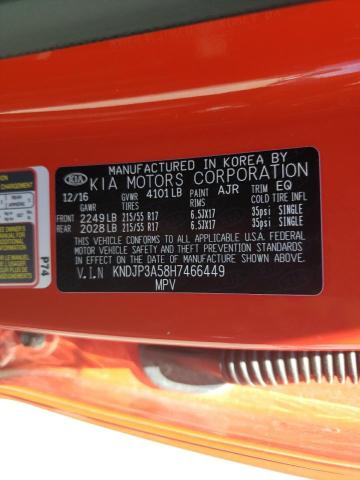 MANUFACTURED IN KOREA BY
KIA KIA MOTORS CORPORATION
12/16 GVWR 4101LB PAINT AJR TRIM EQ
GAWR TIRES RIMS COLD TIRE INFL
FRONT 2249LB 215/55 R17 6.5JX17 35psi SINGLE
REAR 2028LB 215/55 R17 6.5JX17 35psi SINGLE
THIS VEHICLE CONFORMS TO ALL APPLICABLE U.S.A FEDERAL
MOTOR VEHICLE SAFETY AND THEFT PREVENTION STANDARDS
IN EFFECT ON THE DATE OF MANUFACTURE SHOWN ABOVE.
V.I.N KNDJP3A58H7466449
MPV
P74